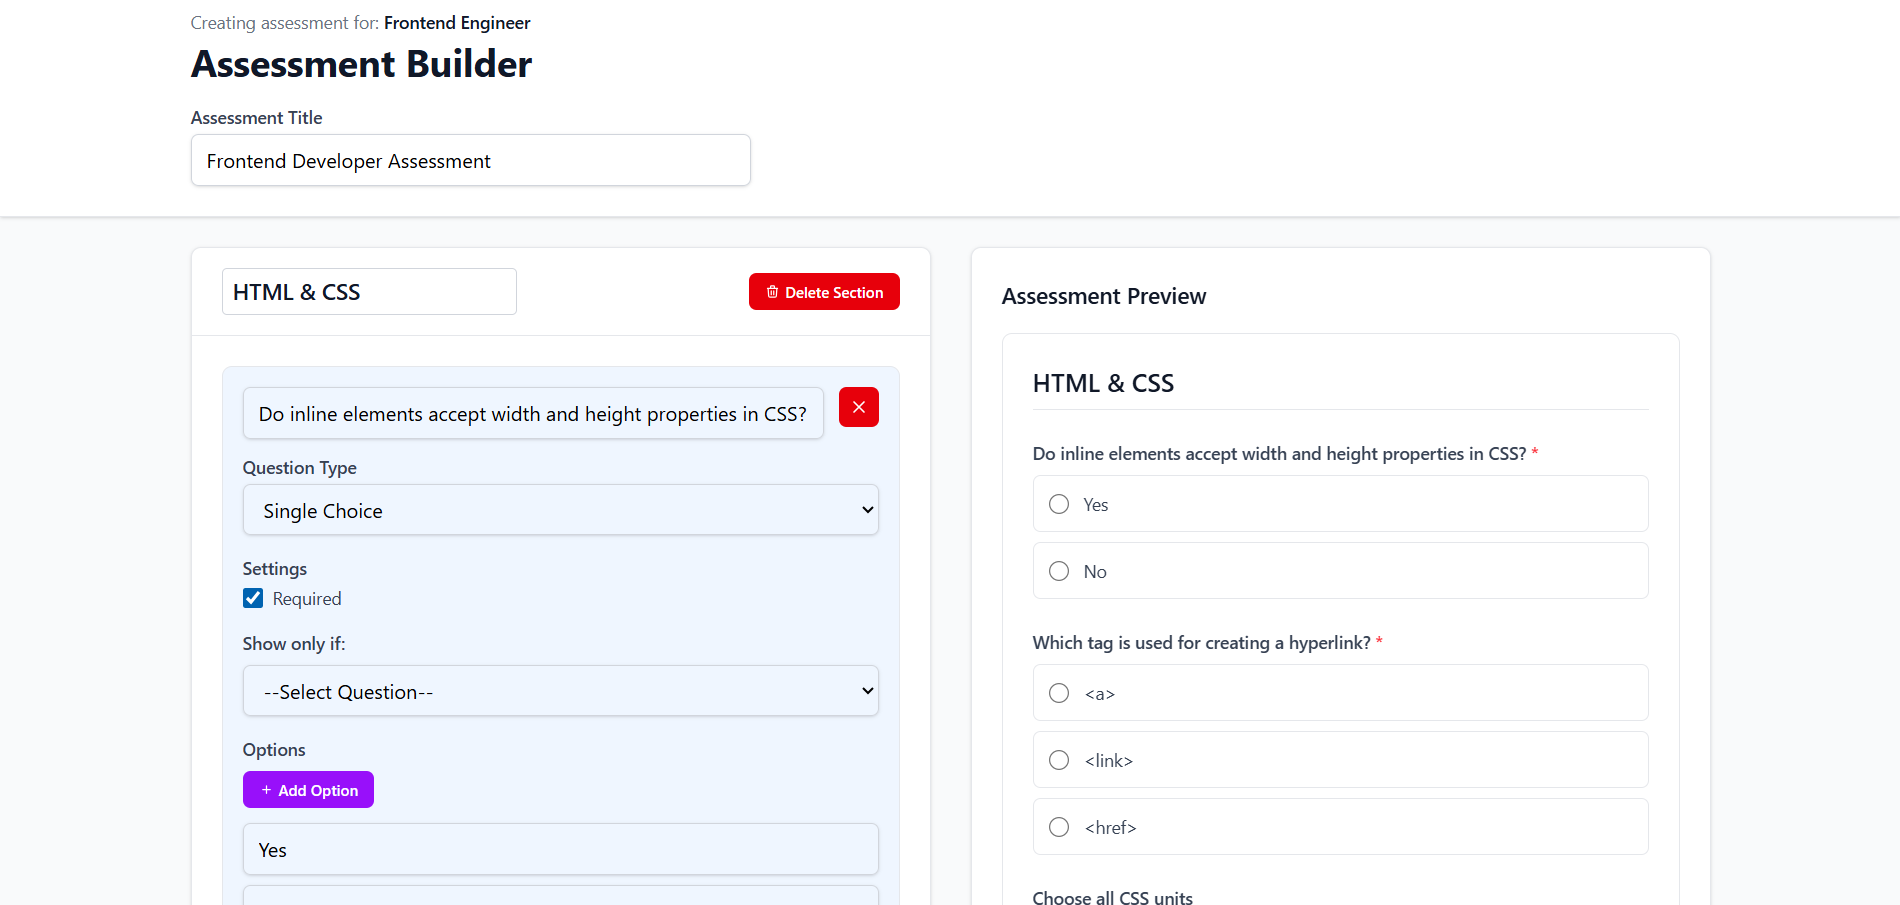 Creating assessment for: Frontend Engineer
Assessment Builder
Assessment Title
Frontend Developer Assessment
HTML & CSS
Delete Section
Do inline elements accept width and height properties in CSS?
Question Type
Single Choice
Settings
Required
Show only if:
--Select Question--
Options
+ Add Option
Yes
Assessment Preview
HTML & CSS
Do inline elements accept width and height properties in CSS? *
Yes
No
Which tag is used for creating a hyperlink? *
<a>
<link>
<href>
Choose all CSS units